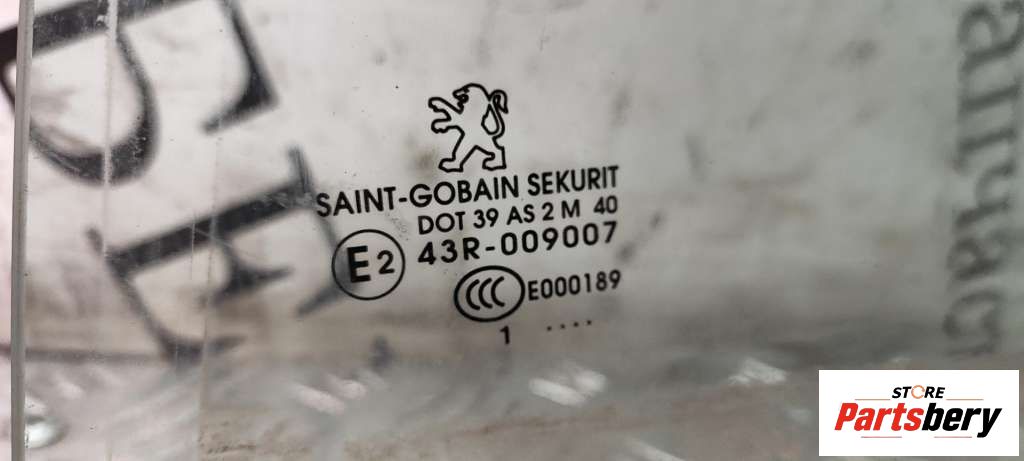 SAINT-GOBAIN SEKURIT
DOT 39 AS 2 M 40
E2 43R-009007
CCC E000189
1 ....
STORE
Partsbery